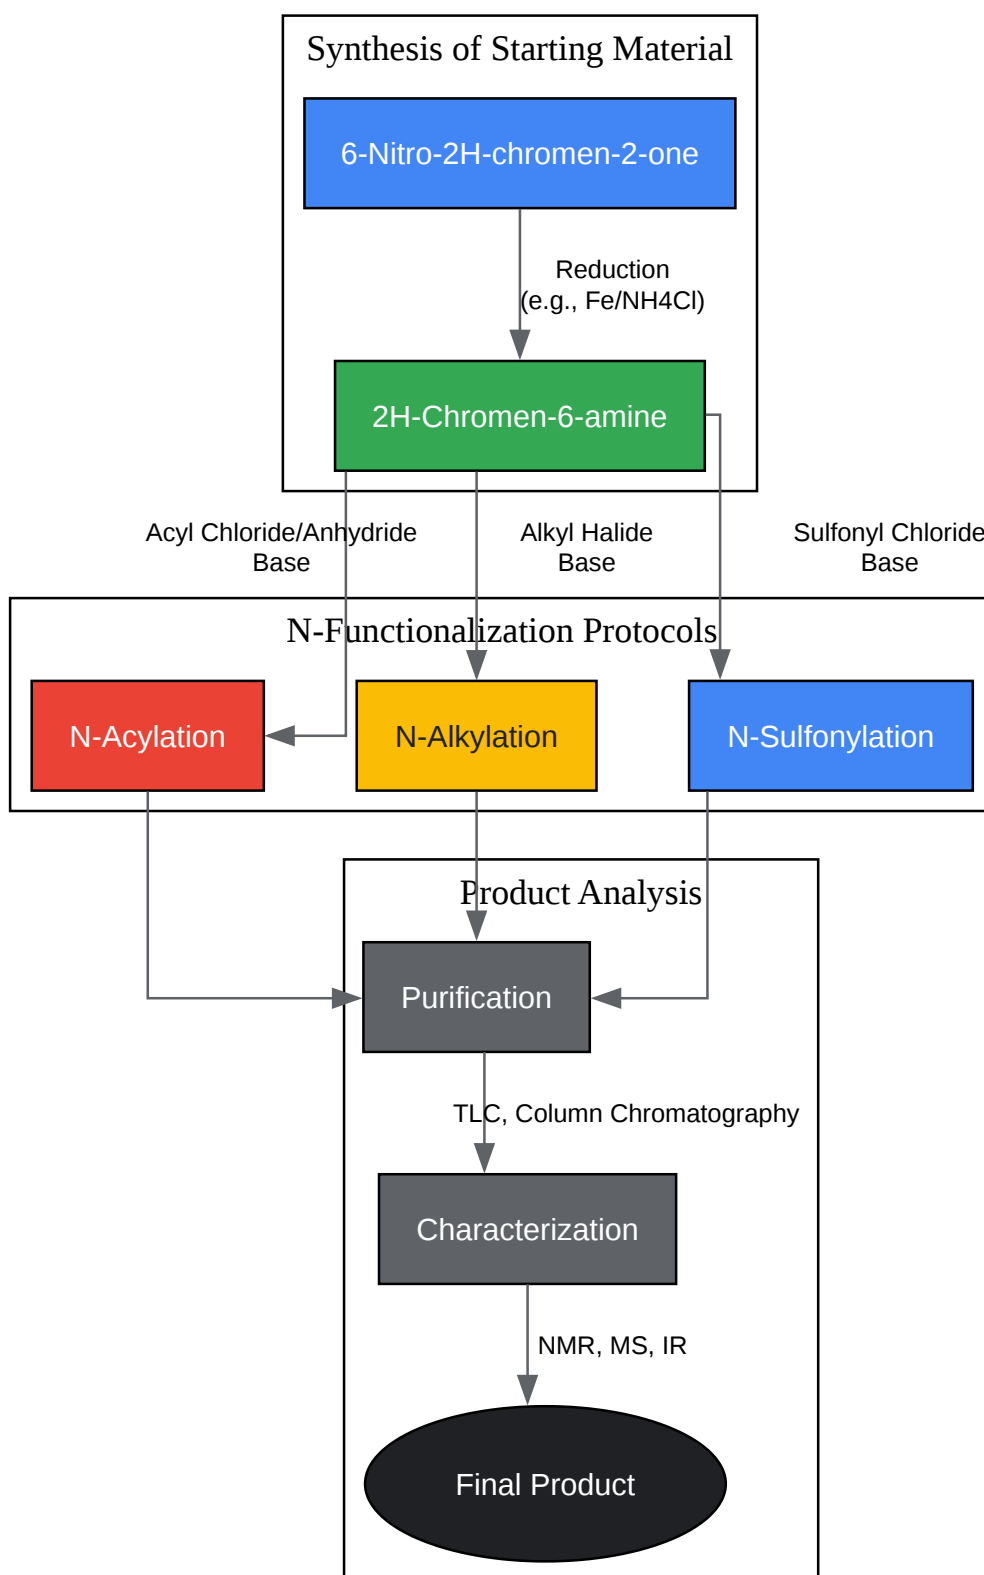 Synthesis of Starting Material
6-Nitro-2H-chromen-2-one
Reduction
(e.g., Fe/NH4Cl)
2H-Chromen-6-amine
Acyl Chloride/Anhydride
Base
Alkyl Halide
Base
Sulfonyl Chloride
Base
N-Functionalization Protocols
N-Acylation
N-Alkylation
N-Sulfonylation
Product Analysis
Purification
TLC, Column Chromatography
Characterization
NMR, MS, IR
Final Product